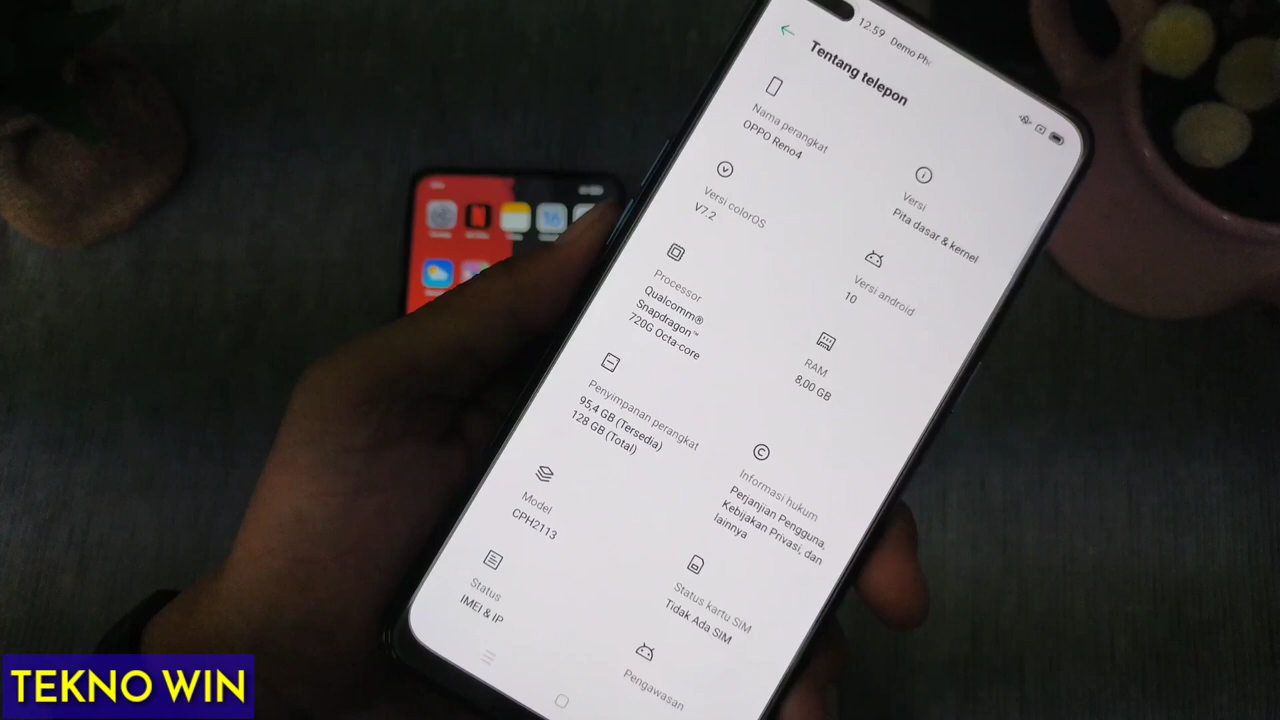 12.59 Demo Ph
Tentang telepon
Nama perangkat
OPPO Reno4
Versi
Pita dasar & kernel
Versi colorOS
V7.2
Versi android
10
Processor
Qualcomm®
Snapdragon™
720G Octa-core
RAM
8,00 GB
Penyimpanan perangkat
95,4 GB (Tersedia)
128 GB (Total)
Informasi hukum
Perjanjian Pengguna,
Kebijakan Privasi, dan
lainnya
Model
CPH2113
Status kartu SIM
Tidak Ada SIM
Status
IMEI & IP
Pengawasan
TEKNO WIN